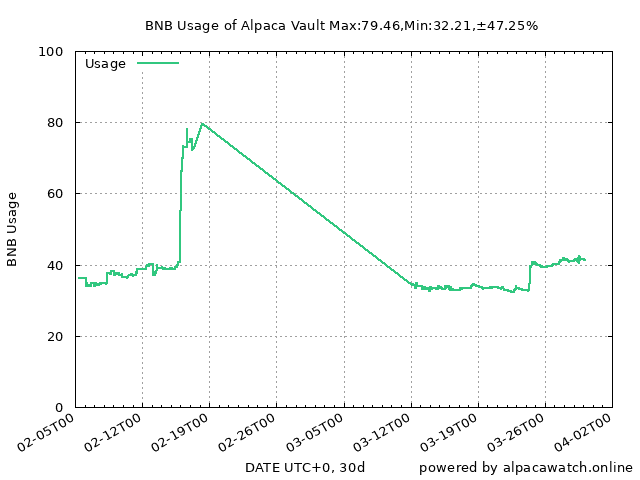 BNB Usage of Alpaca Vault Max:79.46,Min:32.21,±47.25%
Usage
100
80
60
40
20
0
BNB Usage
02-05T00
02-12T00
02-19T00
02-26T00
03-05T00
03-12T00
03-19T00
03-26T00
04-02T00
DATE UTC+0, 30d
powered by alpacawatch.online